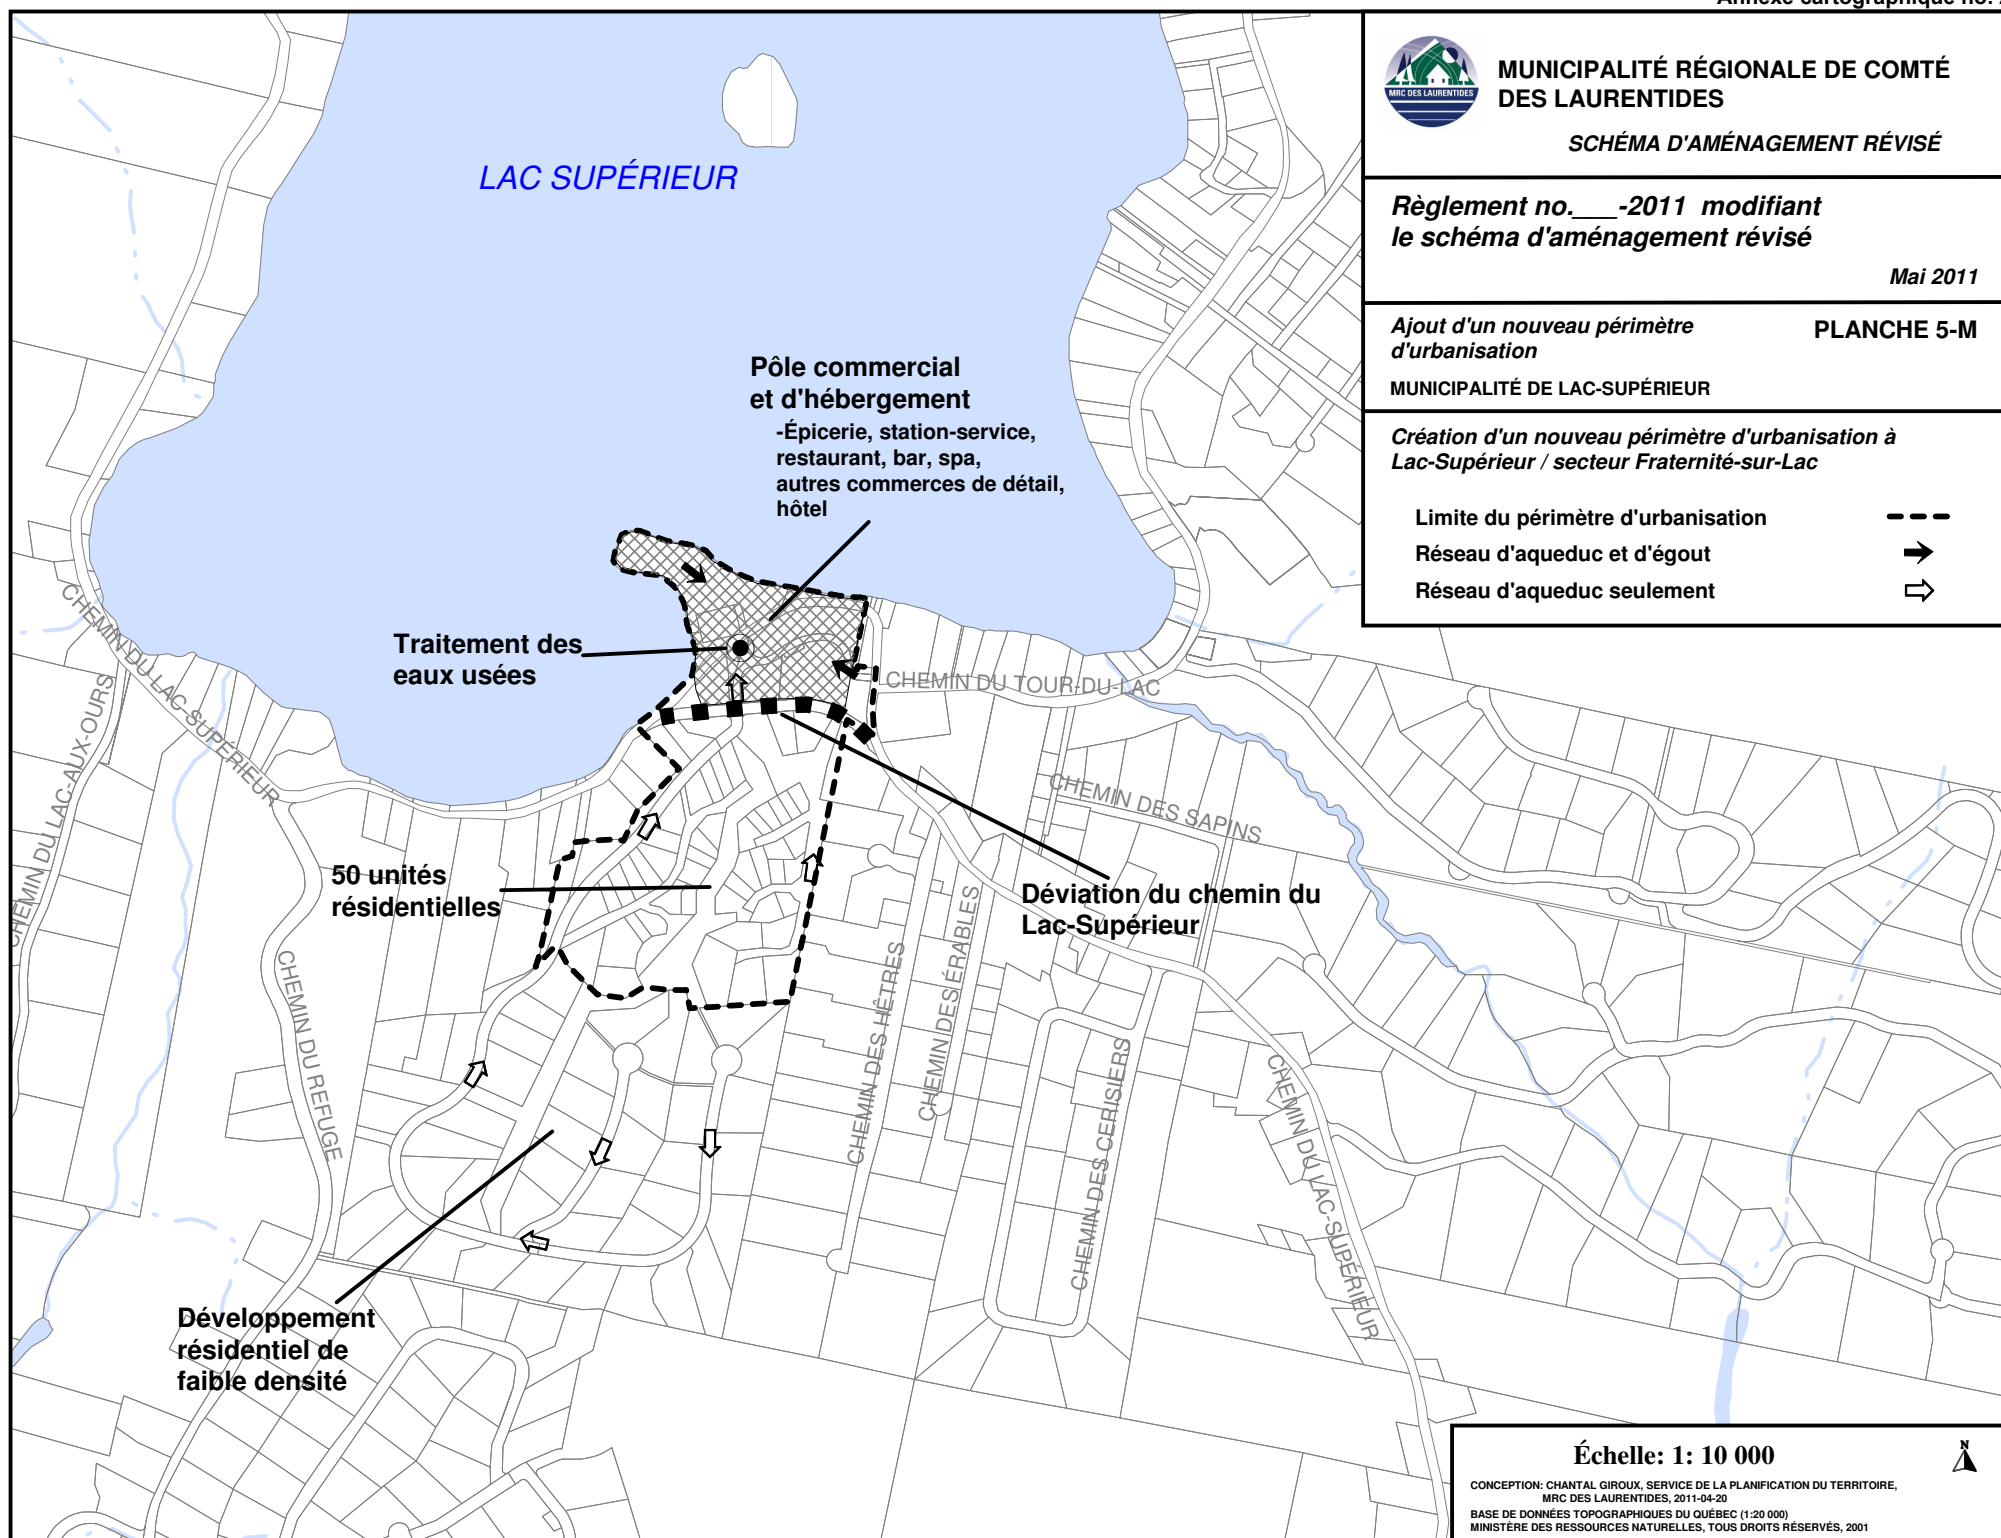 Annexe cartographique no.
MRC DES LAURENTIDES
MUNICIPALITÉ RÉGIONALE DE COMTÉ
DES LAURENTIDES
SCHÉMA D'AMÉNAGEMENT RÉVISÉ
Règlement no.___-2011 modifiant
le schéma d'aménagement révisé
Mai 2011
Ajout d'un nouveau périmètre
d'urbanisation
PLANCHE 5-M
MUNICIPALITÉ DE LAC-SUPÉRIEUR
Création d'un nouveau périmètre d'urbanisation à
Lac-Supérieur / secteur Fraternité-sur-Lac
Limite du périmètre d'urbanisation
Réseau d'aqueduc et d'égout
Réseau d'aqueduc seulement
LAC SUPÉRIEUR
Pôle commercial
et d'hébergement
-Épicerie, station-service,
restaurant, bar, spa,
autres commerces de détail,
hôtel
Traitement des
eaux usées
CHEMIN DU LAC-SUPÉRIEUR
CHEMIN DU LAC-AUX-OURS
CHEMIN DU TOUR-DU-LAC
CHEMIN DES SAPINS
50 unités
résidentielles
Déviation du chemin du
Lac-Supérieur
CHEMIN DU REFUGE
CHEMIN DES HÊTRES
CHEMIN DES ÉRABLES
CHEMIN DES CERISIERS
CHEMIN DU LAC-SUPÉRIEUR
Développement
résidentiel de
faible densité
Échelle: 1: 10 000
N
CONCEPTION: CHANTAL GIROUX, SERVICE DE LA PLANIFICATION DU TERRITOIRE,
MRC DES LAURENTIDES, 2011-04-20
BASE DE DONNÉES TOPOGRAPHIQUES DU QUÉBEC (1:20 000)
MINISTÈRE DES RESSOURCES NATURELLES, TOUS DROITS RÉSERVÉS, 2001